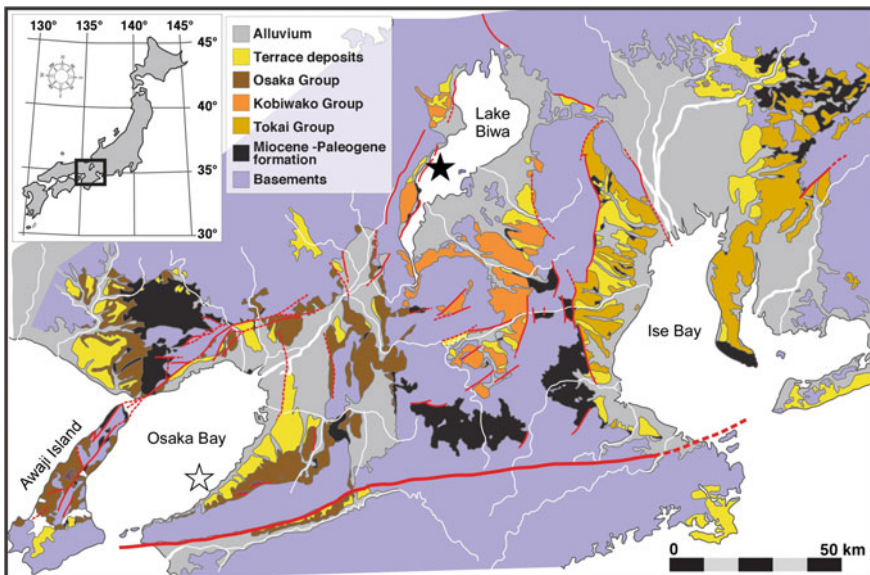 130° 135° 140° 145°
45°
40°
35°
30°
N
Alluvium
Terrace deposits
Osaka Group
Kobiwako Group
Tokai Group
Miocene -Paleogene
formation
Basements
Lake
Biwa
Ise Bay
Osaka Bay
Awaji Island
0 50 km